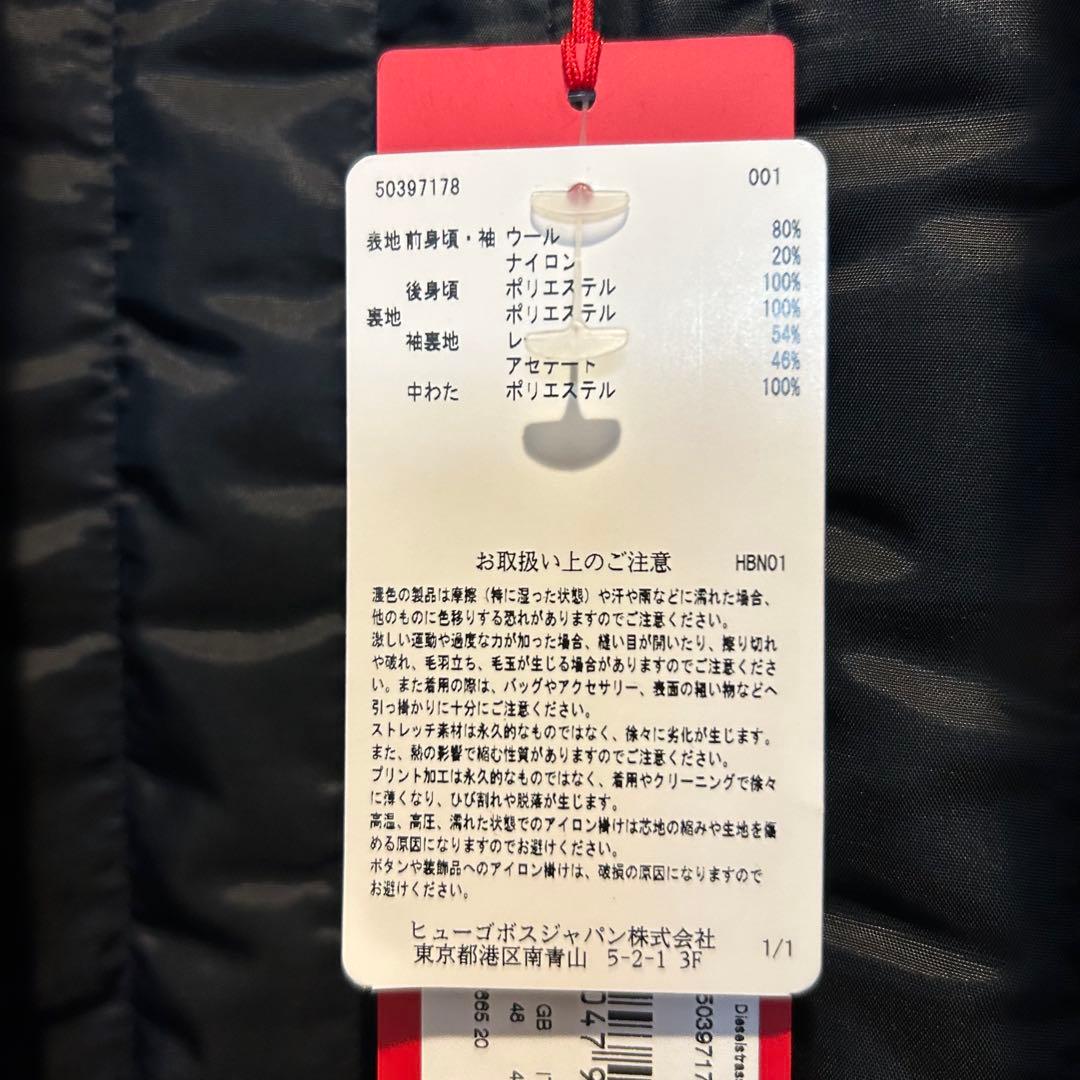 50397178 001
表地 前身頃・袖 ウール 80%
ナイロン 20%
後身頃 ポリエステル 100%
裏地 ポリエステル 100%
袖裏地 レ 54%
アセテート 46%
中わた ポリエステル 100%
お取扱い上のご注意 HBN01
濃色の製品は摩擦（特に湿った状態）や汗や雨などに濡れた場合、
他のものに色移りする恐れがありますのでご注意ください。
激しい運動や過度な力が加った場合、縫い目が開いたり、擦り切れ
や破れ、毛羽立ち、毛玉が生じる場合がありますのでご注意くださ
い。また着用の際は、バッグやアクセサリー、表面の粗い物などへ
引っ掛かりに十分にご注意ください。
ストレッチ素材は永久的なものではなく、徐々に劣化が生じます。
また、熱の影響で縮む性質がありますのでご注意ください。
プリント加工は永久的なものではなく、着用やクリーニングで徐々
に薄くなり、ひび割れや脱落が生じます。
高温、高圧、濡れた状態でのアイロン掛けは芯地の縮みや生地を傷
める原因になりますのでお避けください。
ボタンや装飾品へのアイロン掛けは、破損の原因になりますので
お避けください。
ヒューゴボスジャパン株式会社
東京都港区南青山 5-2-1 3F 1/1
Dieselstras
5039717
047
GB
48
665 20